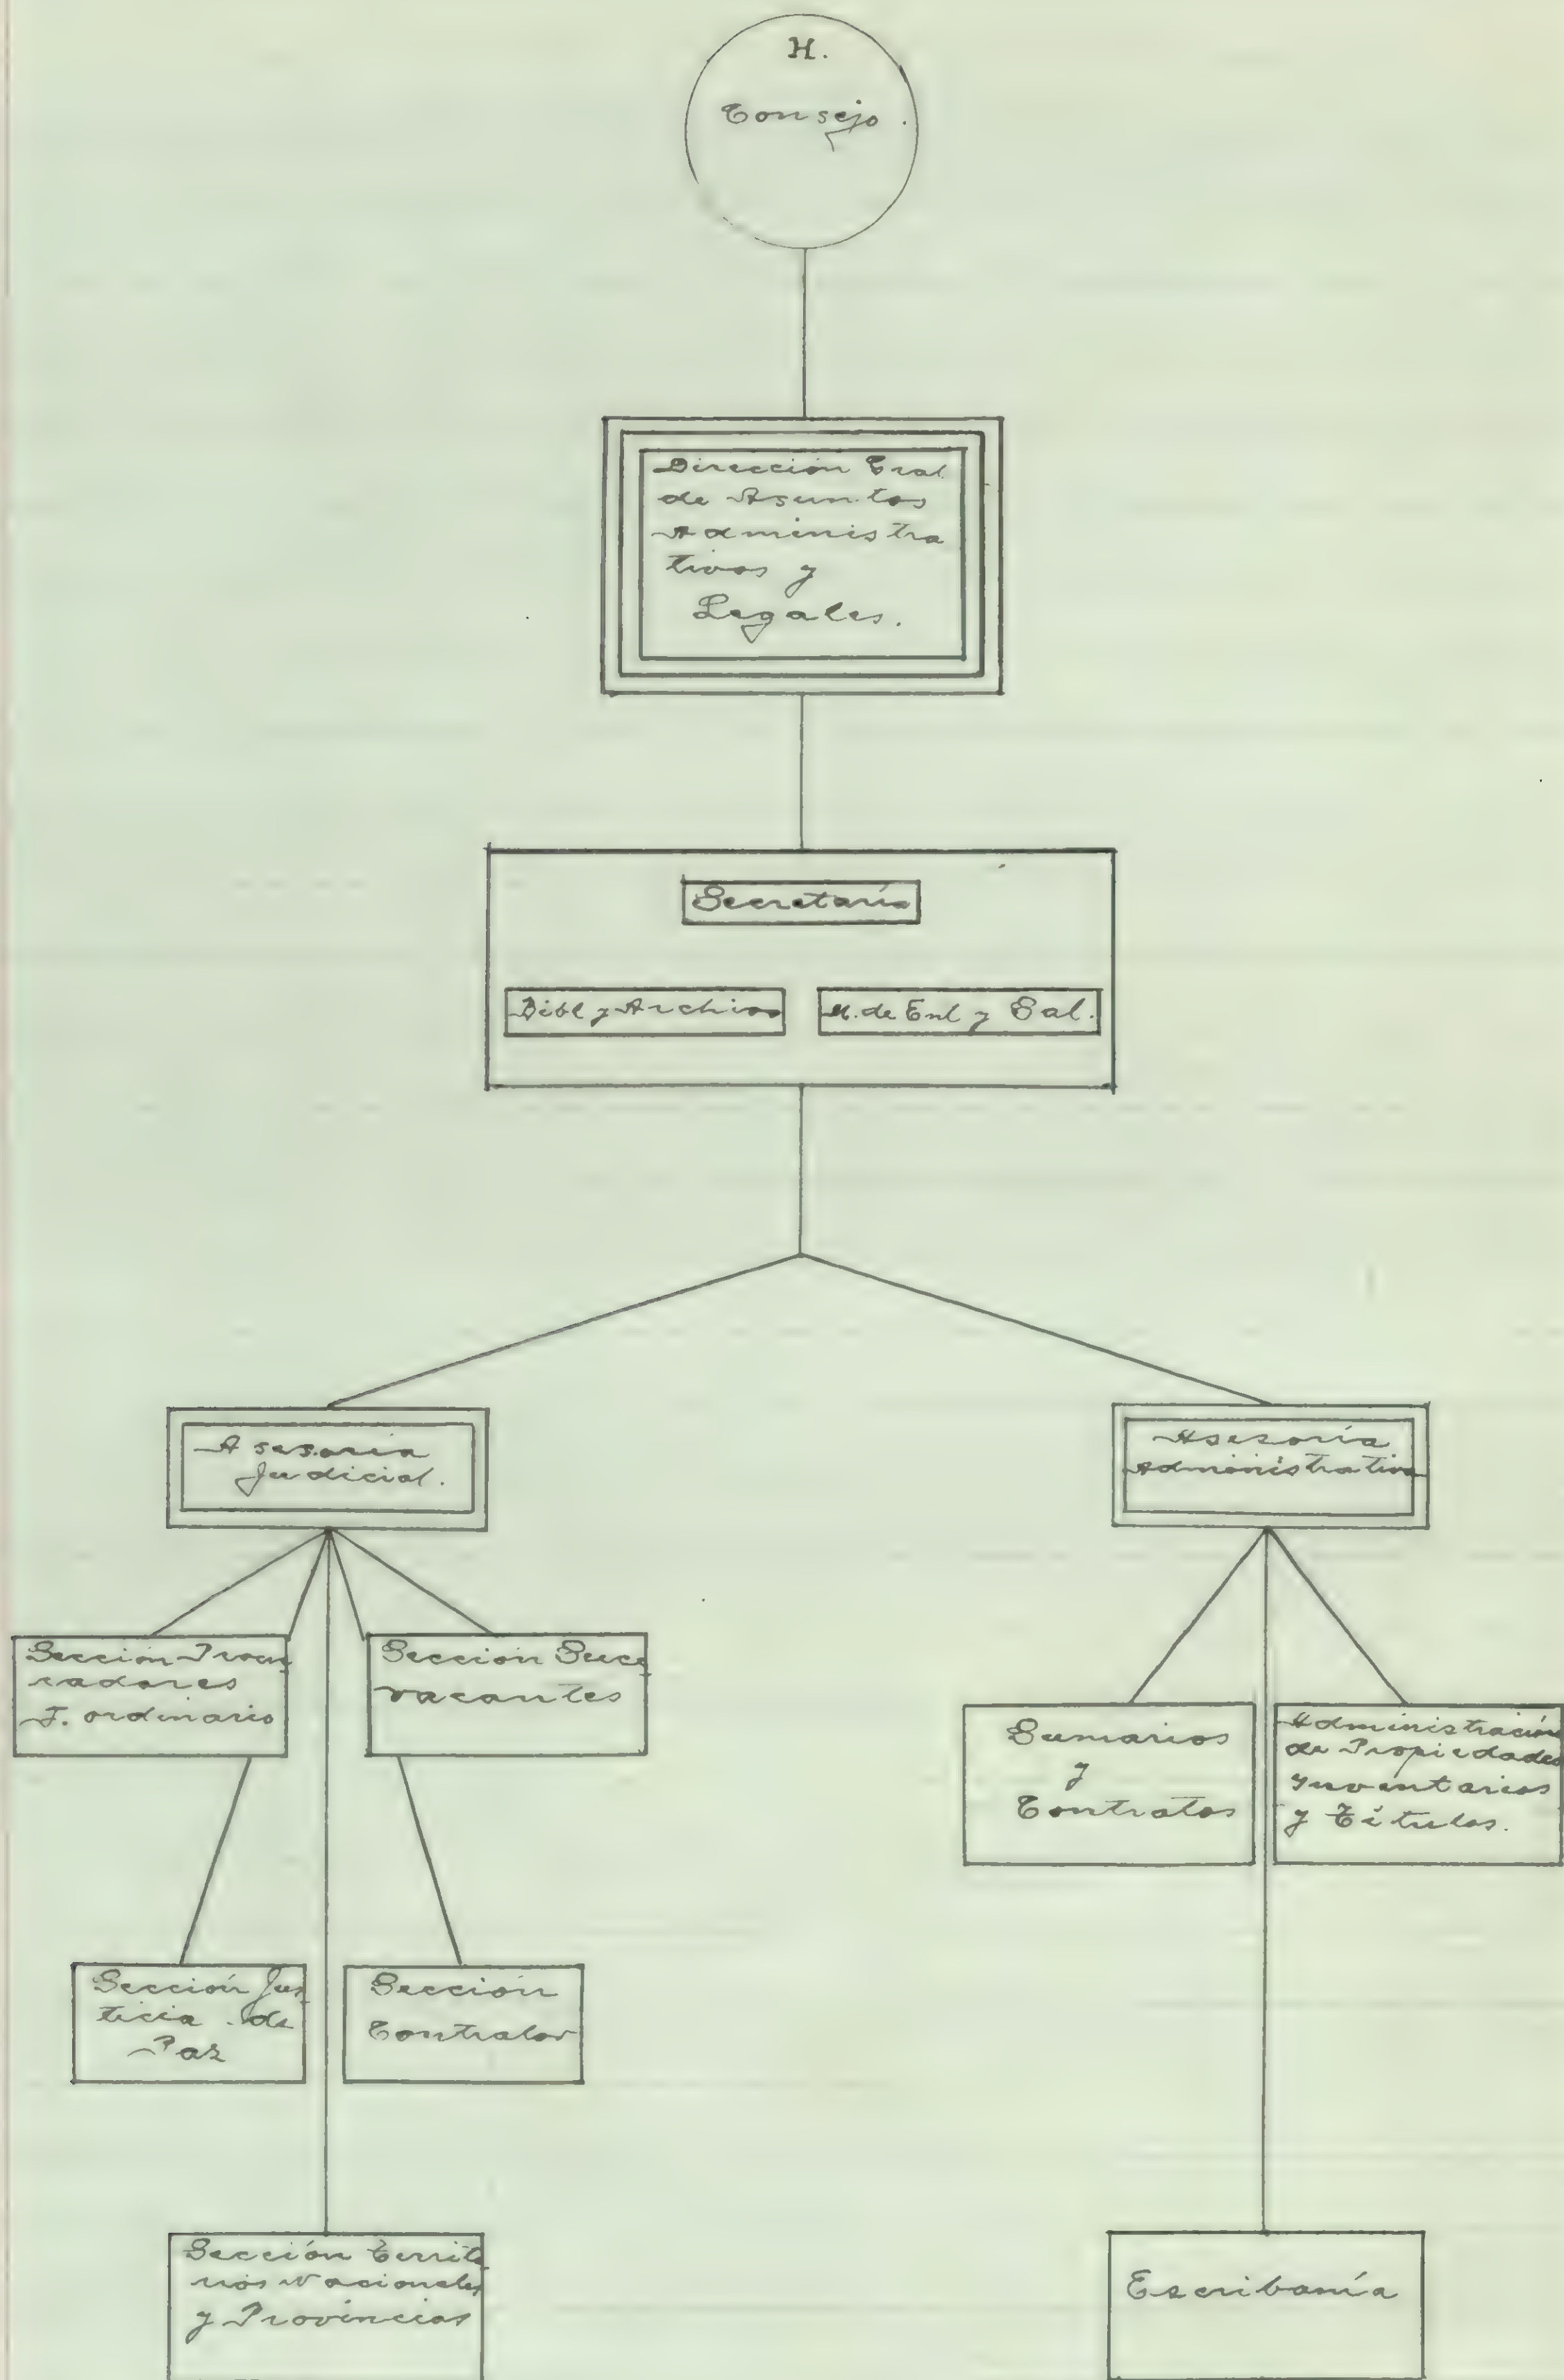 H.
Consejo.
Dirección Gral.
de Asuntos
Administra
tivos y
Legales.
Secretaría
Bibl y Archivo
M. de Ent y Sal.
Asesoría
Judicial.
Asesoría
Administrativa
Sección Procu
radores
J. ordinario
Sección Suce
vacantes
Sumarios
y
Contratos
Administración
de Propiedades
Inventarios
y Títulos.
Sección Jus
ticia de
Paz
Sección
Contralor
Sección Territo
rios Nacionales
y Provincias
Escribanía